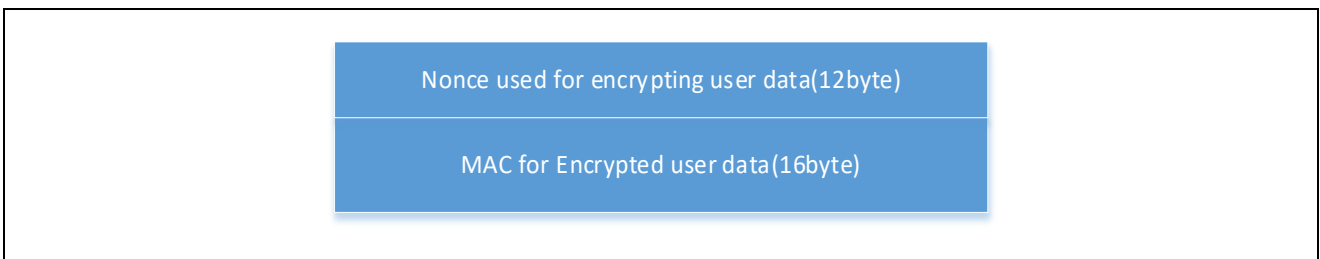 Nonce used for encrypting user data(12byte)
MAC for Encrypted user data(16byte)